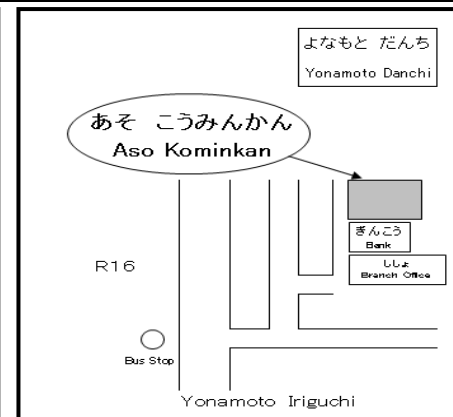 よなもと だんち
Yonamoto Danchi
あそ こうみんかん
Aso Kominkan
ぎんこう
Bank
ししょ
Branch Office
R16
Bus Stop
Yonamoto Iriguchi